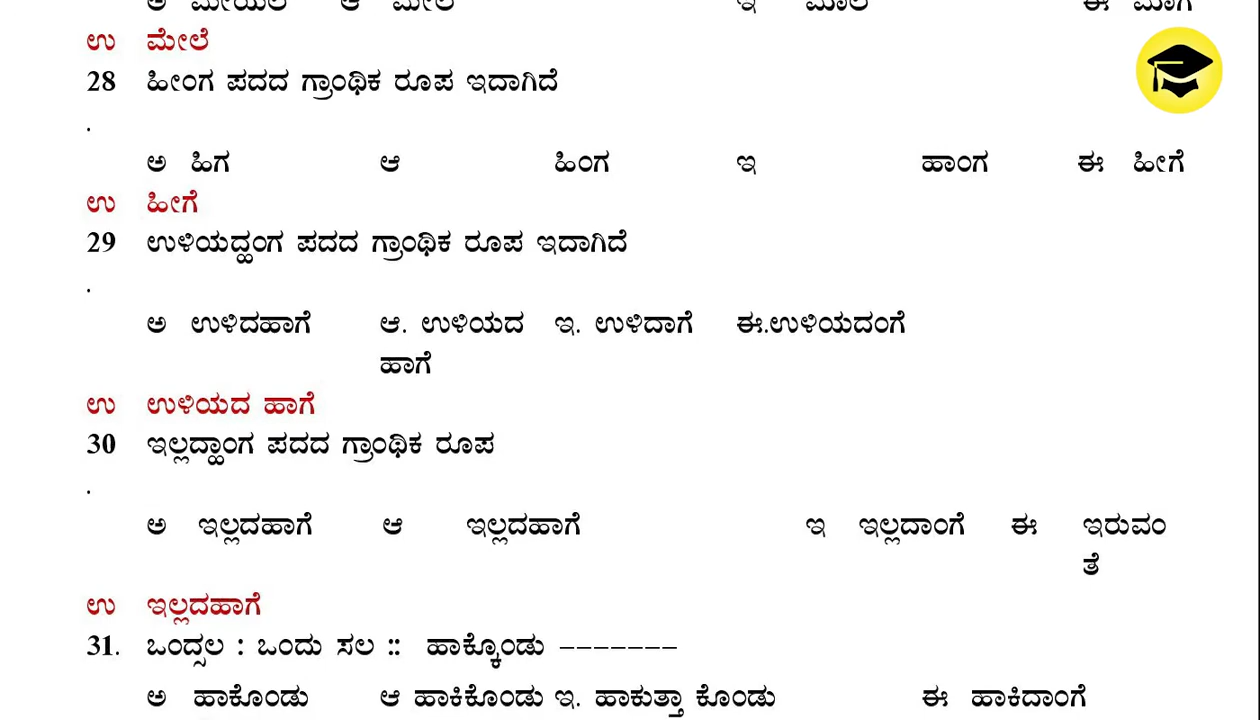 ಅ ಮೇಯಲೆ ಆ ಮೇಲೆ ಇ ಮಾಲೆ ಈ ಮಾಗೆ
ಉ ಮೇಲೆ
28 ಹೀಂಗ ಪದದ ಗ್ರಾಂಥಿಕ ರೂಪ ಇದಾಗಿದೆ
.
ಅ ಹಿಗ ಆ ಹಿಂಗ ಇ ಹಾಂಗ ಈ ಹೀಗೆ
ಉ ಹೀಗೆ
29 ಉಳಿಯದ್ಹಂಗ ಪದದ ಗ್ರಾಂಥಿಕ ರೂಪ ಇದಾಗಿದೆ
.
ಅ ಉಳಿದಹಾಗೆ ಆ. ಉಳಿಯದ ಇ. ಉಳಿದಾಗೆ ಈ.ಉಳಿಯದಂಗೆ
ಹಾಗೆ
ಉ ಉಳಿಯದ ಹಾಗೆ
30 ಇಲ್ಲದ್ಹಾಂಗ ಪದದ ಗ್ರಾಂಥಿಕ ರೂಪ
.
ಅ ಇಲ್ಲದಹಾಗೆ ಆ ಇಲ್ಲದಹಾಗೆ ಇ ಇಲ್ಲದಾಂಗೆ ಈ ಇರುವಂ
ತೆ
ಉ ಇಲ್ಲದಹಾಗೆ
31. ಒಂದ್ಸಲ : ಒಂದು ಸಲ :: ಹಾಕ್ಕೊಂಡು -------
ಅ ಹಾಕೊಂಡು ಆ ಹಾಕಿಕೊಂಡು ಇ. ಹಾಕುತ್ತಾ ಕೊಂಡು ಈ ಹಾಕಿದಾಂಗೆ